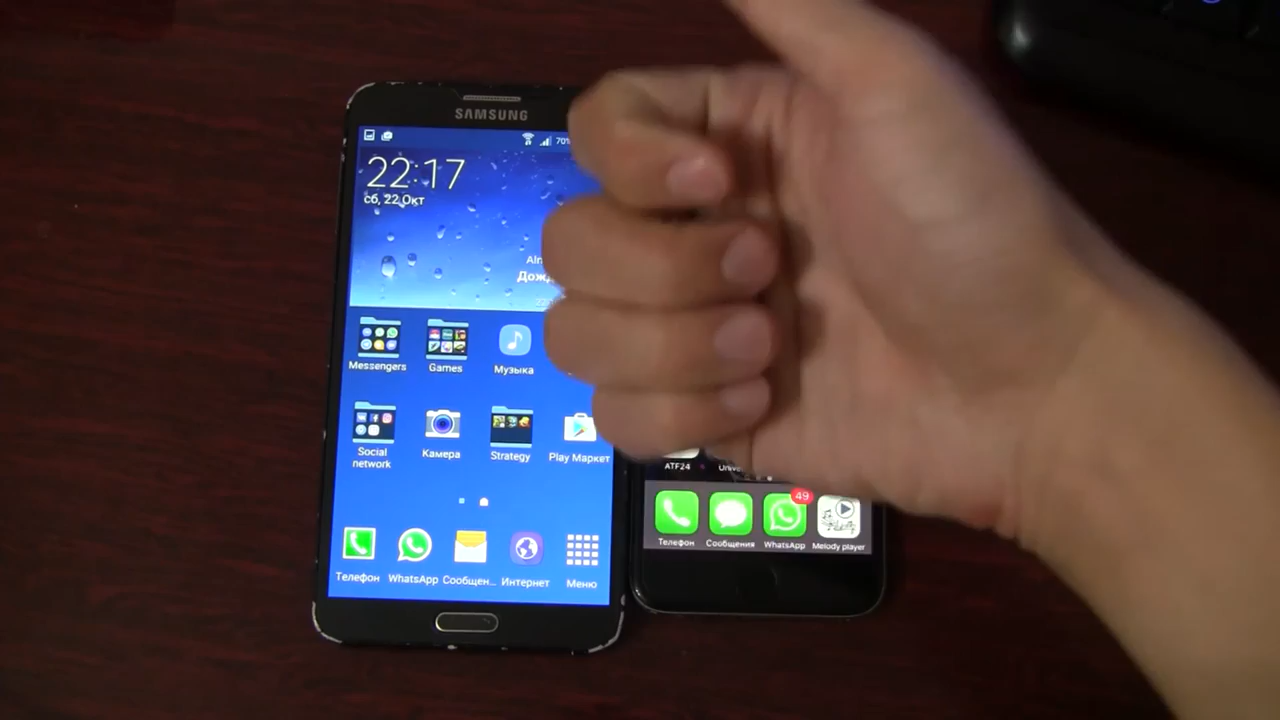 SAMSUNG
70%
22:17
сб, 22 Окт
Messengers
Games
Музыка
Social
network
Камера
Strategy
Play Маркет
Телефон
WhatsApp
Сообщен...
Интернет
Меню
ATF24
49
Телефон
Сообщения
WhatsApp
Melody player